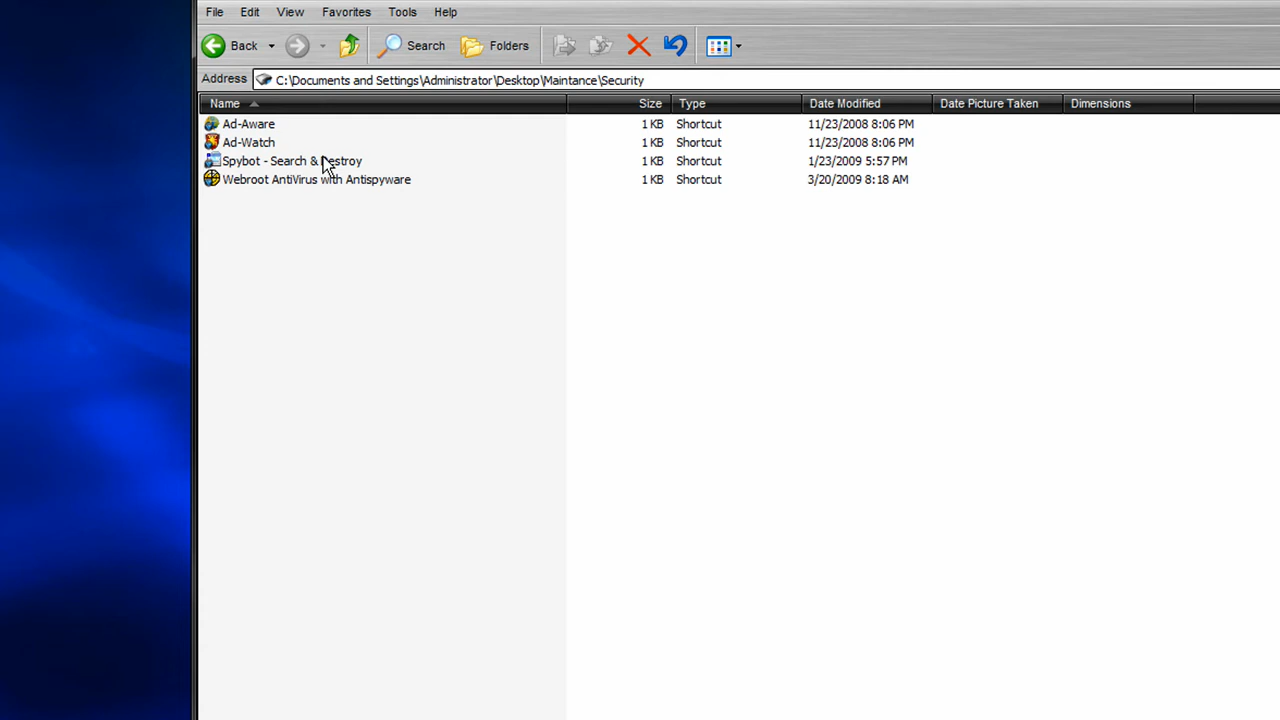 File Edit View Favorites Tools Help
Back Search Folders
Address C:\Documents and Settings\Administrator\Desktop\Maintance\Security
Name Size Type Date Modified Date Picture Taken Dimensions
Ad-Aware 1 KB Shortcut 11/23/2008 8:06 PM
Ad-Watch 1 KB Shortcut 11/23/2008 8:06 PM
Spybot - Search & Destroy 1 KB Shortcut 1/23/2009 5:57 PM
Webroot AntiVirus with Antispyware 1 KB Shortcut 3/20/2009 8:18 AM